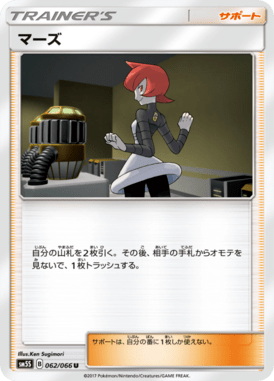 TRAINER'S
サポート
マーズ
自分の山札を2枚引く。その後、相手の手札からオモテを
見ないで、1枚トラッシュする。
Illus.Ken Sugimori
SM5S D 062/066 U
サポートは、自分の番に1枚しか使えない。
©2017 Pokémon/Nintendo/Creatures/GAME FREAK.